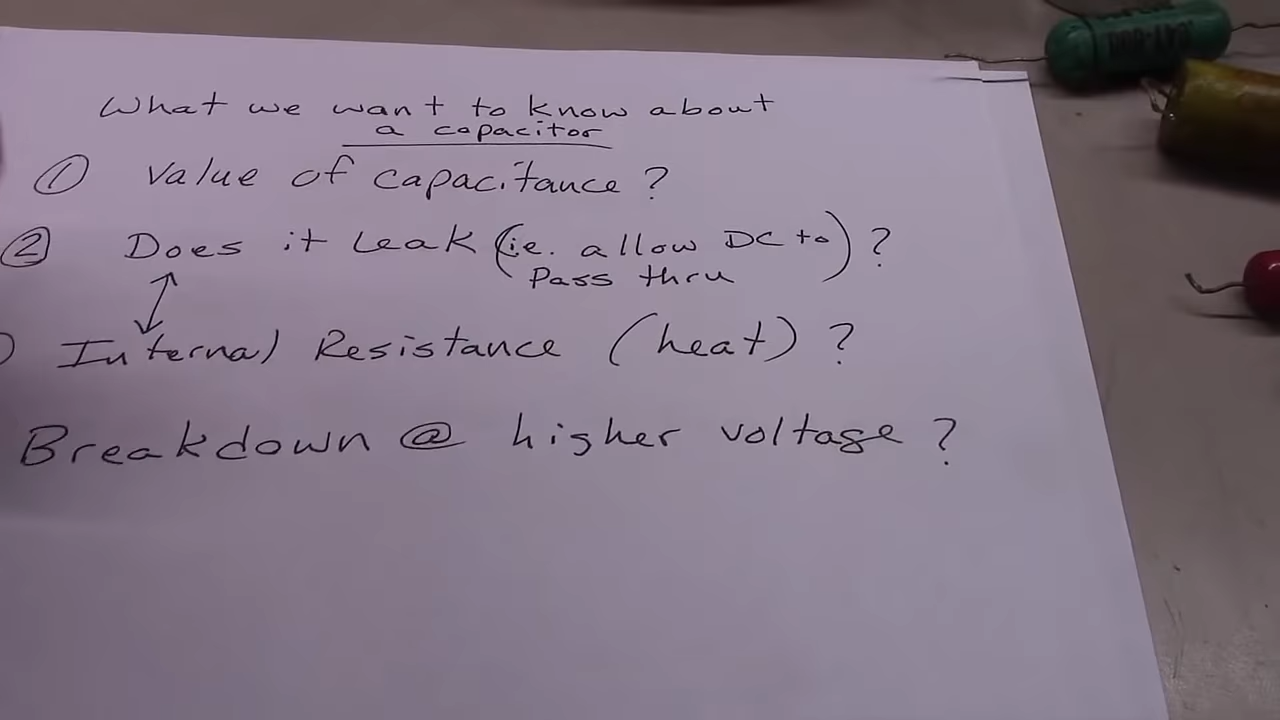 What we want to know about
a capacitor
① Value of capacitance?
② Does it Leak (ie. allow DC to) ?
Pass thru
) Internal Resistance (heat) ?
Breakdown @ higher voltage ?